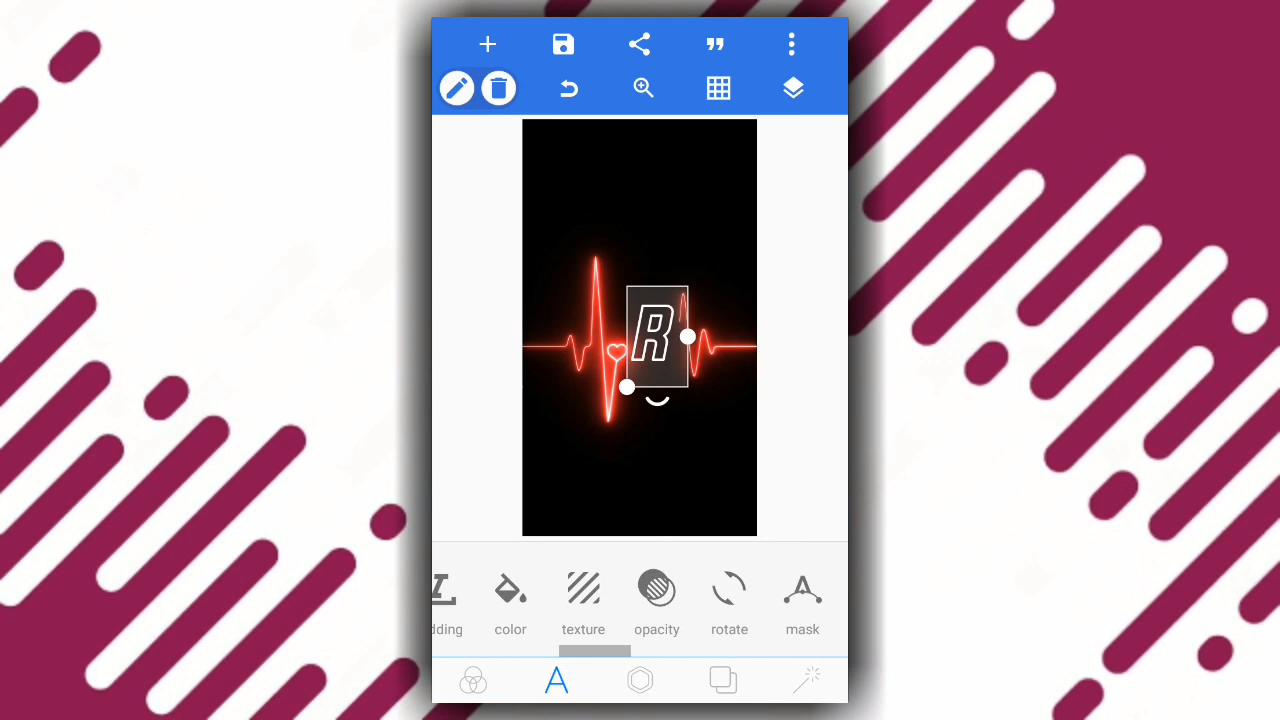 R
dding
color
texture
opacity
rotate
mask